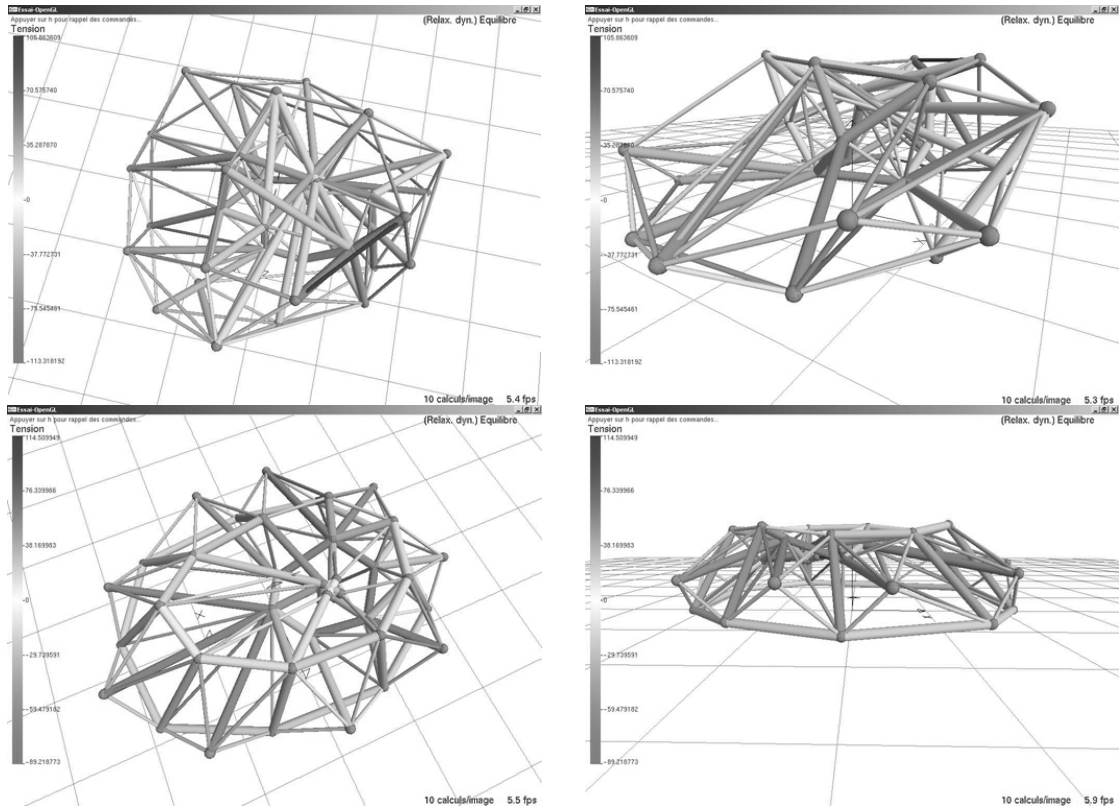 Essai-OpenGL
Appuyer sur h pour rappel des commandes...
(Relax. dyn.) Equilibre
Tension
105.863609
70.575740
35.287870
0
-37.772731
-75.545461
-113.318192
10 calculs/image 5.4 fps
Essai-OpenGL
Appuyer sur h pour rappel des commandes...
(Relax. dyn.) Equilibre
Tension
105.863609
70.575740
35.287870
0
-37.772731
-75.545461
-113.318192
10 calculs/image 5.3 fps
Essai-OpenGL
Appuyer sur h pour rappel des commandes...
(Relax. dyn.) Equilibre
Tension
114.509949
76.339966
38.169983
0
-29.739591
-59.479182
-89.218773
10 calculs/image 5.5 fps
Essai-OpenGL
Appuyer sur h pour rappel des commandes...
(Relax. dyn.) Equilibre
Tension
114.509949
76.339966
38.169983
0
-29.739591
-59.479182
-89.218773
10 calculs/image 5.9 fps